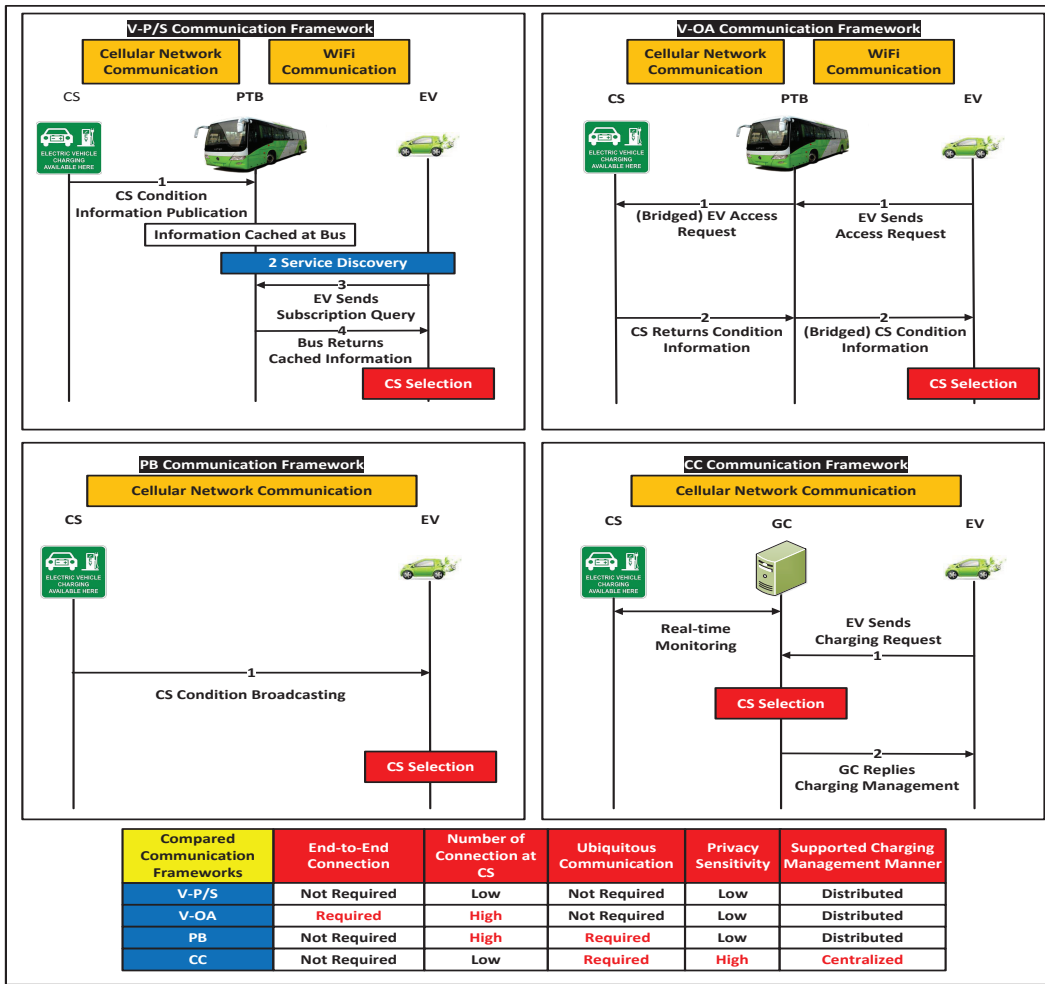 V-P/S Communication Framework
Cellular Network
Communication
WiFi
Communication
CS
PTB
EV
ELECTRIC VEHICLE
CHARGING
AVAILABLE HERE
1
CS Condition
Information Publication
Information Cached at Bus
2 Service Discovery
3
EV Sends
Subscription Query
4
Bus Returns
Cached Information
CS Selection
V-OA Communication Framework
Cellular Network
Communication
WiFi
Communication
CS
PTB
EV
ELECTRIC VEHICLE
CHARGING
AVAILABLE HERE
1
(Bridged) EV Access
Request
1
EV Sends
Access Request
2
CS Returns Condition
Information
2
(Bridged) CS Condition
Information
CS Selection
PB Communication Framework
Cellular Network Communication
CS
EV
ELECTRIC VEHICLE
CHARGING
AVAILABLE HERE
1
CS Condition Broadcasting
CS Selection
CC Communication Framework
Cellular Network Communication
CS
GC
EV
ELECTRIC VEHICLE
CHARGING
AVAILABLE HERE
Real-time
Monitoring
EV Sends
Charging Request
1
CS Selection
2
GC Replies
Charging Management
Compared
Communication
Frameworks
End-to-End
Connection
Number of
Connection at
CS
Ubiquitous
Communication
Privacy
Sensitivity
Supported Charging
Management Manner
V-P/S Not Required Low Not Required Low Distributed
V-OA Required High Not Required Low Distributed
PB Not Required High Required Low Distributed
CC Not Required Low Required High Centralized